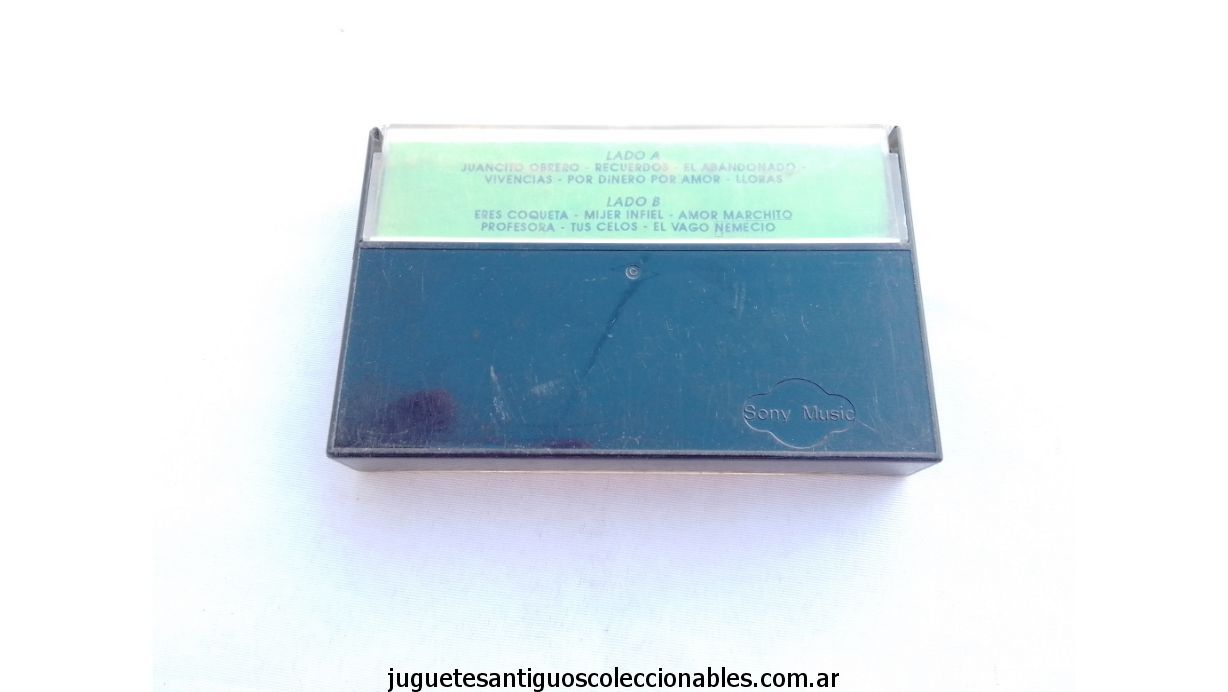 LADO A
JUANCITO OBRERO - RECUERDOS - EL ABANDONADO -
VIVENCIAS - POR DINERO POR AMOR - LLORAS
LADO B
ERES COQUETA - MIJER INFIEL - AMOR MARCHITO
PROFESORA - TUS CELOS - EL VAGO NEMECIO
©
Sony Music
juguetesantiguoscoleccionables.com.ar